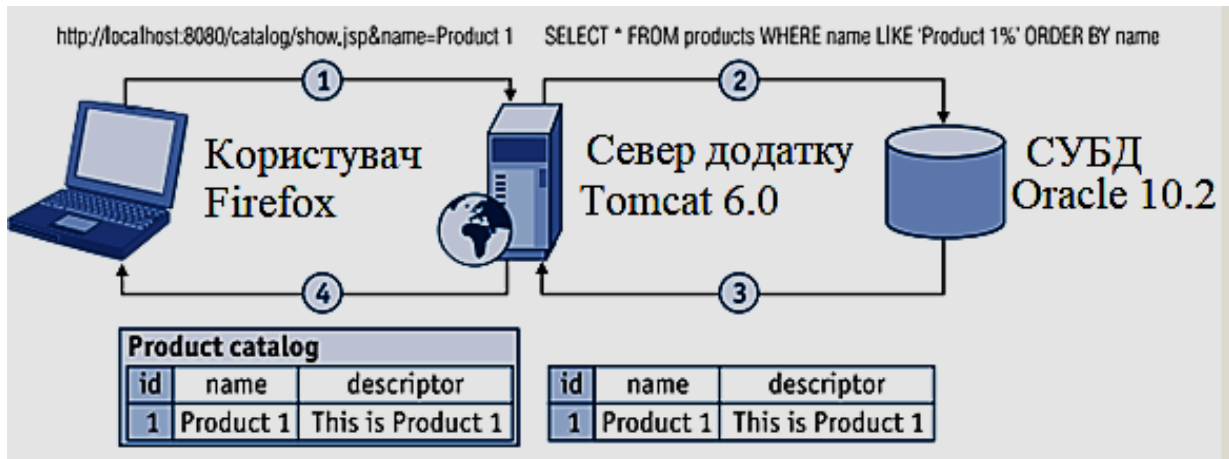 http://localhost:8080/catalog/show.jsp&name=Product 1
SELECT * FROM products WHERE name LIKE 'Product 1%' ORDER BY name
1
2
Користувач
Firefox
Север додатку
Tomcat 6.0
СУБД
Oracle 10.2
4
3
Product catalog
id name descriptor
1 Product 1 This is Product 1
id name descriptor
1 Product 1 This is Product 1